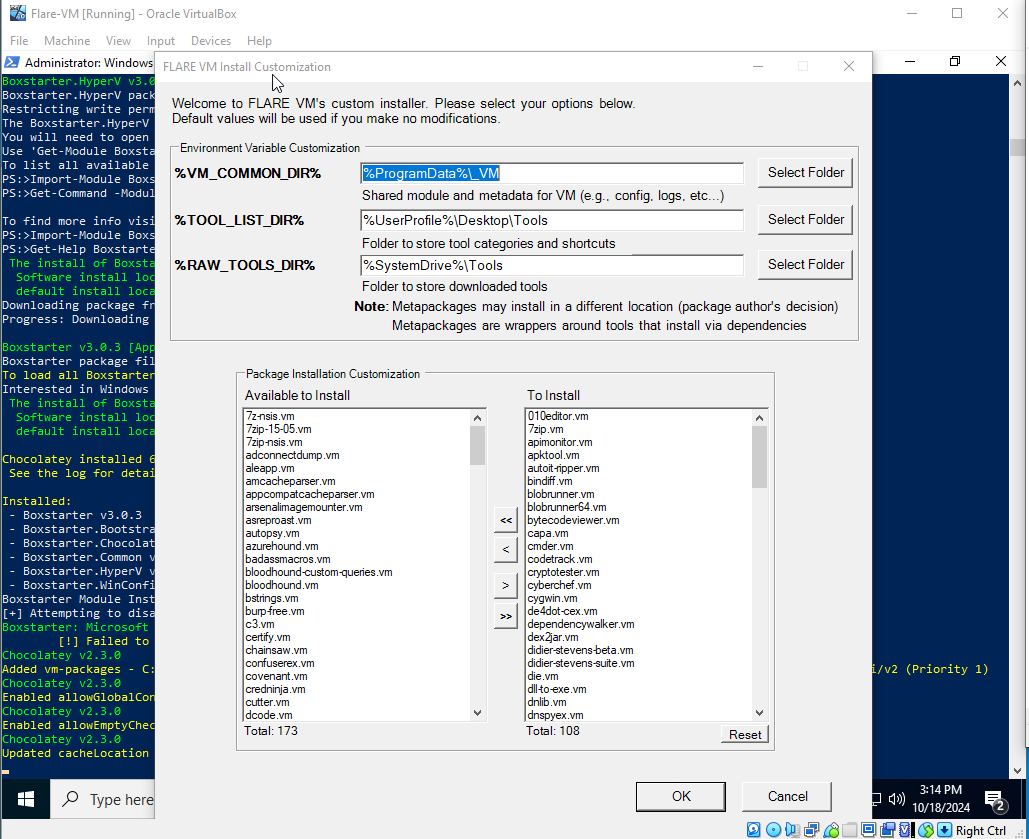 Flare-VM [Running] - Oracle VirtualBox
File Machine View Input Devices Help
Administrator: Windows
FLARE VM Install Customization
Boxstarter.HyperV v3.0
Boxstarter.HyperV pack
Restricting write perm
The Boxstarter.HyperV
You will need to open
Use 'Get-Module Boxsta
To list all available
PS:>Import-Module Boxs
PS:>Get-Command -Modul
To find more info visi
PS:>Import-Module Boxs
PS:>Get-Help Boxstarte
The install of Boxsta
Software install loc
default install loca
Downloading package fr
Progress: Downloading
Boxstarter v3.0.3 [App
Boxstarter package fil
To load all Boxstarter
Interested in Windows
The install of Boxsta
Software install loc
default install loca
Chocolatey installed 6
See the log for detai
Installed:
- Boxstarter v3.0.3
- Boxstarter.Bootstra
- Boxstarter.Chocolat
- Boxstarter.Common v
- Boxstarter.HyperV v
- Boxstarter.WinConfi
Boxstarter Module Inst
[+] Attempting to disa
Boxstarter: Microsoft
[!] Failed to
Chocolatey v2.3.0
Added vm-packages - C:
i/v2 (Priority 1)
Chocolatey v2.3.0
Enabled allowGlobalCon
Chocolatey v2.3.0
Enabled allowEmptyChec
Chocolatey v2.3.0
Updated cacheLocation
Welcome to FLARE VM's custom installer. Please select your options below.
Default values will be used if you make no modifications.
Environment Variable Customization
%VM_COMMON_DIR% %ProgramData%\_VM Select Folder
Shared module and metadata for VM (e.g., config, logs, etc...)
%TOOL_LIST_DIR% %UserProfile%\Desktop\Tools Select Folder
Folder to store tool categories and shortcuts
%RAW_TOOLS_DIR% %SystemDrive%\Tools Select Folder
Folder to store downloaded tools
Note: Metapackages may install in a different location (package author's decision)
Metapackages are wrappers around tools that install via dependencies
Package Installation Customization
Available to Install
7z-nsis.vm
7zip-15-05.vm
7zip-nsis.vm
adconnectdump.vm
aleapp.vm
amcacheparser.vm
appcompatcacheparser.vm
arsenalimagemounter.vm
asreproast.vm
autopsy.vm
azurehound.vm
badassmacros.vm
bloodhound-custom-queries.vm
bloodhound.vm
bstrings.vm
burp-free.vm
c3.vm
certify.vm
chainsaw.vm
confuserex.vm
covenant.vm
credninja.vm
cutter.vm
dcode.vm
Total: 173
<<
<
>
>>
To Install
010editor.vm
7zip.vm
apimonitor.vm
apktool.vm
autoit-ripper.vm
bindiff.vm
blobrunner.vm
blobrunner64.vm
bytecodeviewer.vm
capa.vm
cmder.vm
codetrack.vm
cryptotester.vm
cyberchef.vm
cygwin.vm
de4dot-cex.vm
dependencywalker.vm
dex2jar.vm
didier-stevens-beta.vm
didier-stevens-suite.vm
die.vm
dll-to-exe.vm
dnlib.vm
dnspyex.vm
Total: 108
Reset
OK Cancel
Type here
3:14 PM
10/18/2024
2
Right Ctrl